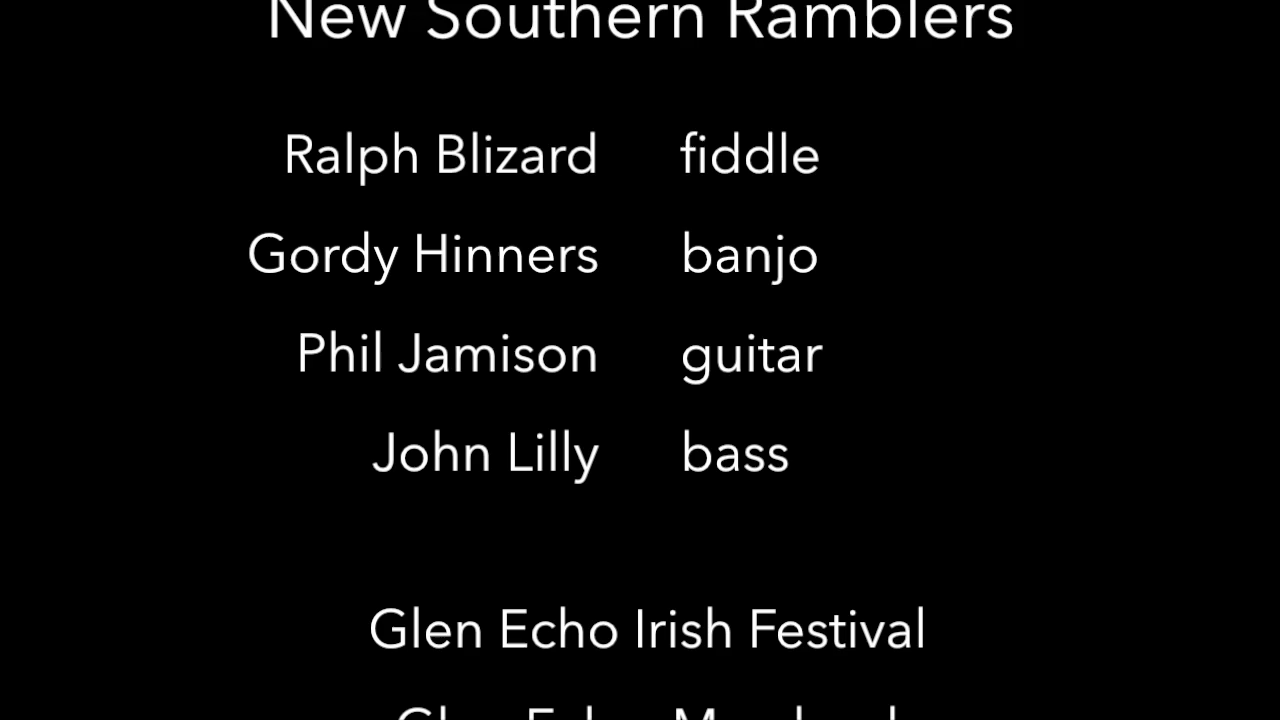 New Southern Ramblers
Ralph Blizard fiddle
Gordy Hinners banjo
Phil Jamison guitar
John Lilly bass
Glen Echo Irish Festival